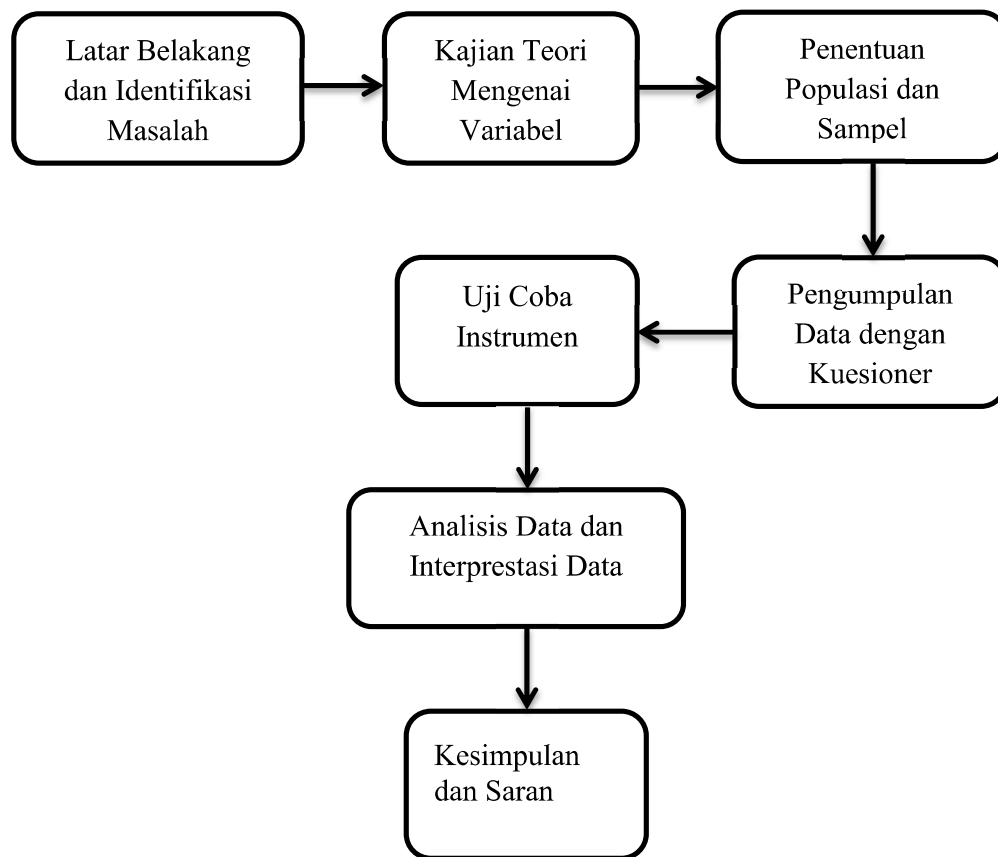 Latar Belakang
dan Identifikasi
Masalah
Kajian Teori
Mengenai
Variabel
Penentuan
Populasi dan
Sampel
Pengumpulan
Data dengan
Kuesioner
Uji Coba
Instrumen
Analisis Data dan
Interprestasi Data
Kesimpulan
dan Saran